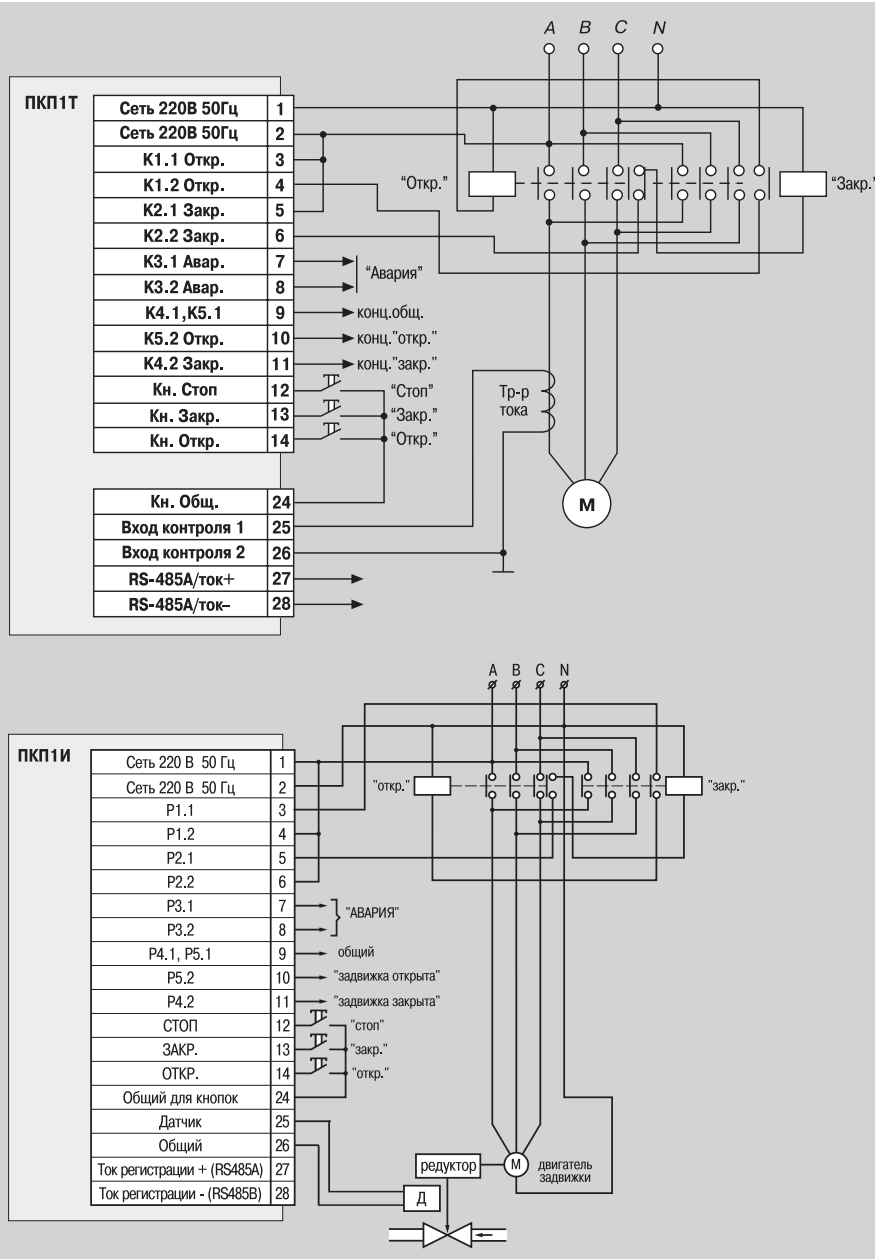 A B C N
ПКП1Т
Сеть 220В 50Гц 1
Сеть 220В 50Гц 2
К1.1 Откр. 3
К1.2 Откр. 4
К2.1 Закр. 5
К2.2 Закр. 6
К3.1 Авар. 7
К3.2 Авар. 8
К4.1,К5.1 9
К5.2 Откр. 10
К4.2 Закр. 11
Кн. Стоп 12
Кн. Закр. 13
Кн. Откр. 14
Кн. Общ. 24
Вход контроля 1 25
Вход контроля 2 26
RS-485А/ток+ 27
RS-485А/ток– 28
"Откр."
"Закр."
"Авария"
конц.общ.
конц."откр."
конц."закр."
"Стоп"
"Закр."
"Откр."
Тр-р
тока
М
A B C N
ПКП1И
Сеть 220 В 50 Гц 1
Сеть 220 В 50 Гц 2
Р1.1 3
Р1.2 4
Р2.1 5
Р2.2 6
Р3.1 7
Р3.2 8
Р4.1, Р5.1 9
Р5.2 10
Р4.2 11
СТОП 12
ЗАКР. 13
ОТКР. 14
Общий для кнопок 24
Датчик 25
Общий 26
Ток регистрации + (RS485A) 27
Ток регистрации - (RS485B) 28
"откр."
"закр."
"АВАРИЯ"
общий
"задвижка открыта"
"задвижка закрыта"
"стоп"
"закр."
"откр."
редуктор
М
двигатель
задвижки
Д